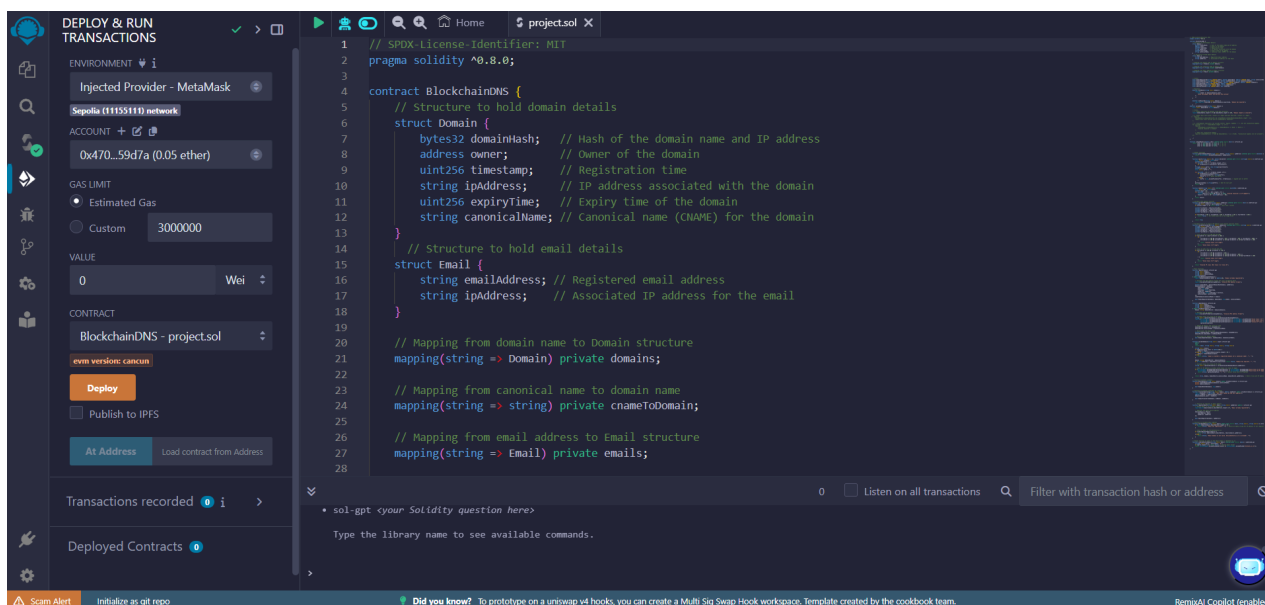 DEPLOY & RUN
TRANSACTIONS
ENVIRONMENT
Injected Provider - MetaMask
Sepolia (11155111) network
ACCOUNT
0x470...59d7a (0.05 ether)
GAS LIMIT
Estimated Gas
Custom 3000000
VALUE
0 Wei
CONTRACT
BlockchainDNS - project.sol
evm version: cancun
Deploy
Publish to IPFS
At Address Load contract from Address
Transactions recorded 0 i
Deployed Contracts 0
Home project.sol
1 // SPDX-License-Identifier: MIT
2 pragma solidity ^0.8.0;
3
4 contract BlockchainDNS {
5 // Structure to hold domain details
6 struct Domain {
7 bytes32 domainHash; // Hash of the domain name and IP address
8 address owner; // Owner of the domain
9 uint256 timestamp; // Registration time
10 string ipAddress; // IP address associated with the domain
11 uint256 expiryTime; // Expiry time of the domain
12 string canonicalName; // Canonical name (CNAME) for the domain
13 }
14 // Structure to hold email details
15 struct Email {
16 string emailAddress; // Registered email address
17 string ipAddress; // Associated IP address for the email
18 }
19
20 // Mapping from domain name to Domain structure
21 mapping(string => Domain) private domains;
22
23 // Mapping from canonical name to domain name
24 mapping(string => string) private cnameToDomain;
25
26 // Mapping from email address to Email structure
27 mapping(string => Email) private emails;
28
0 Listen on all transactions Filter with transaction hash or address
• sol-gpt <your Solidity question here>
Type the library name to see available commands.
>
Scam Alert Initialize as git repo Did you know? To prototype on a uniswap v4 hooks, you can create a Multi Sig Swap Hook workspace. Template created by the cookbook team. RemixAI Copilot (enabled